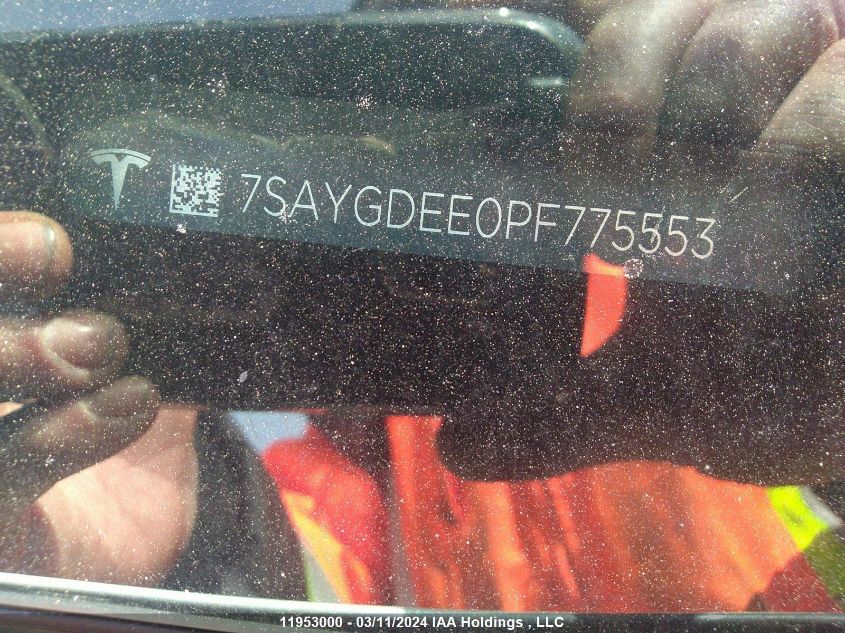 7SAYGDEE0PF775553
11953000 - 03/11/2024 IAA Holdings , LLC